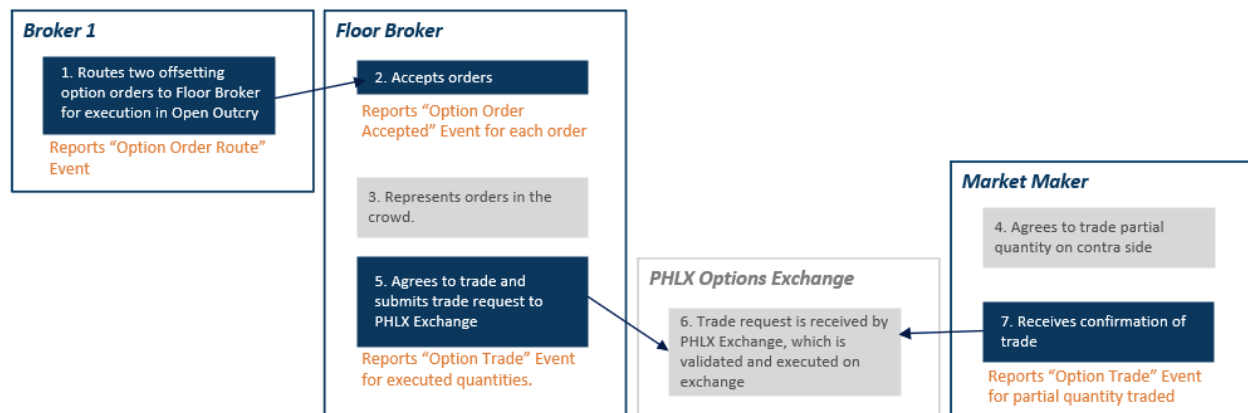 Broker 1
1. Routes two offsetting
option orders to Floor Broker
for execution in Open Outcry
Reports “Option Order Route”
Event
Floor Broker
2. Accepts orders
Reports “Option Order
Accepted” Event for each order
3. Represents orders in the
crowd.
5. Agrees to trade and
submits trade request to
PHLX Exchange
Reports “Option Trade” Event
for executed quantities.
PHLX Options Exchange
6. Trade request is received by
PHLX Exchange, which is
validated and executed on
exchange
Market Maker
4. Agrees to trade partial
quantity on contra side
7. Receives confirmation of
trade
Reports “Option Trade” Event
for partial quantity traded